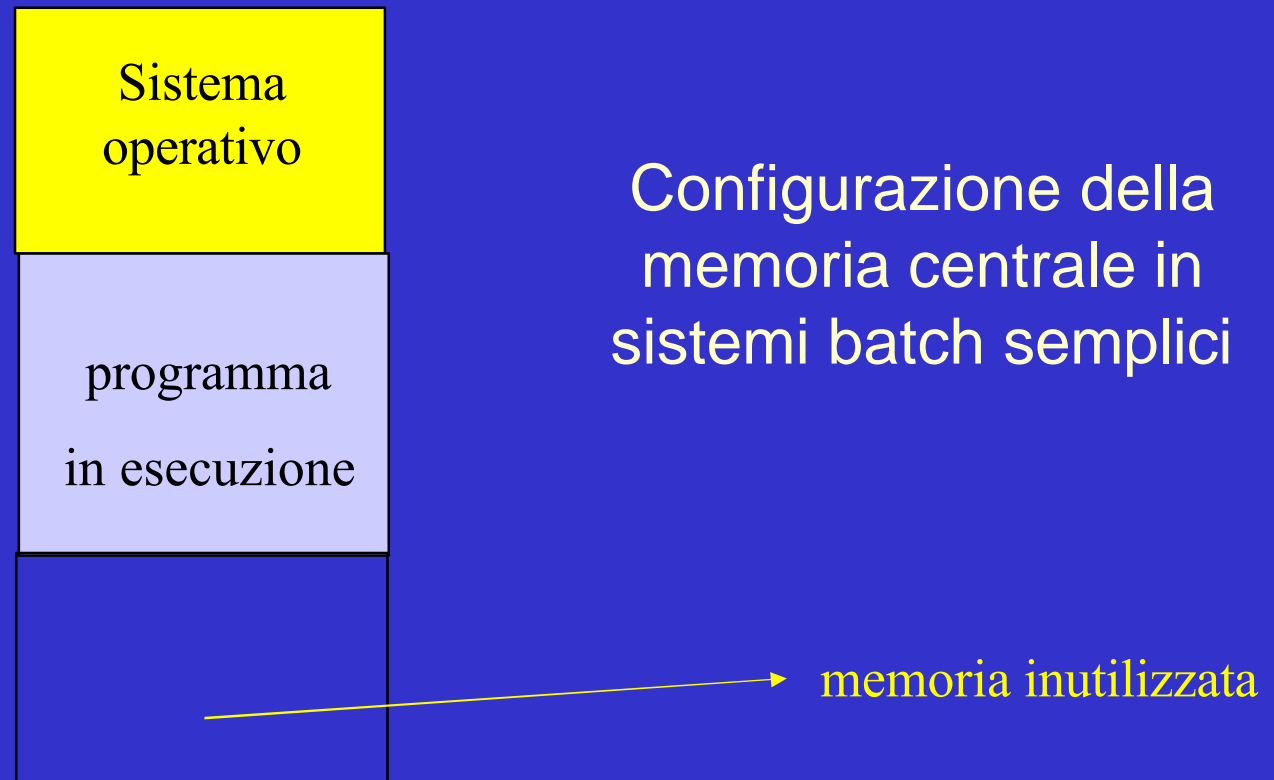 Sistema
operativo
Configurazione della
memoria centrale in
sistemi batch semplici
programma
in esecuzione
memoria inutilizzata